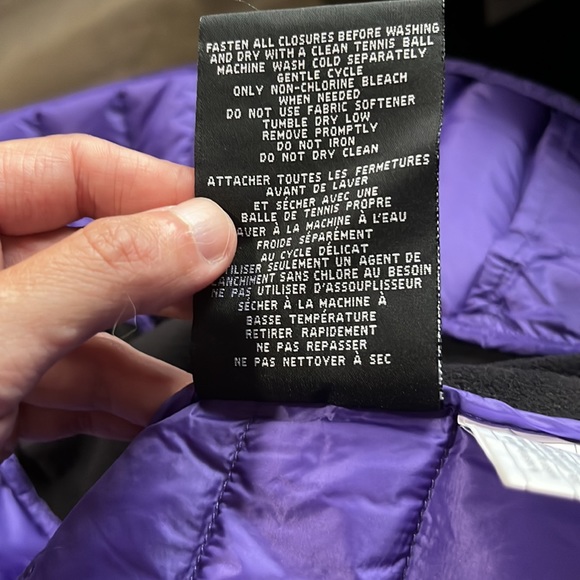 FASTEN ALL CLOSURES BEFORE WASHING
AND DRY WITH A CLEAN TENNIS BALL
MACHINE WASH COLD SEPARATELY
GENTLE CYCLE
ONLY NON-CHLORINE BLEACH
WHEN NEEDED
DO NOT USE FABRIC SOFTENER
TUMBLE DRY LOW
REMOVE PROMPTLY
DO NOT IRON
DO NOT DRY CLEAN
ATTACHER TOUTES LES FERMETURES
AVANT DE LAVER
ET SÉCHER AVEC UNE
BALLE DE TENNIS PROPRE
AVER À LA MACHINE À L'EAU
FROIDE SÉPARÉMENT
AU CYCLE DÉLICAT
TILISER SEULEMENT UN AGENT DE
LANCHIMENT SANS CHLORE AU BESOIN
NE PAS UTILISER D'ASSOUPLISSEUR
SÉCHER À LA MACHINE À
BASSE TEMPÉRATURE
RETIRER RAPIDEMENT
NE PAS REPASSER
NE PAS NETTOYER À SEC